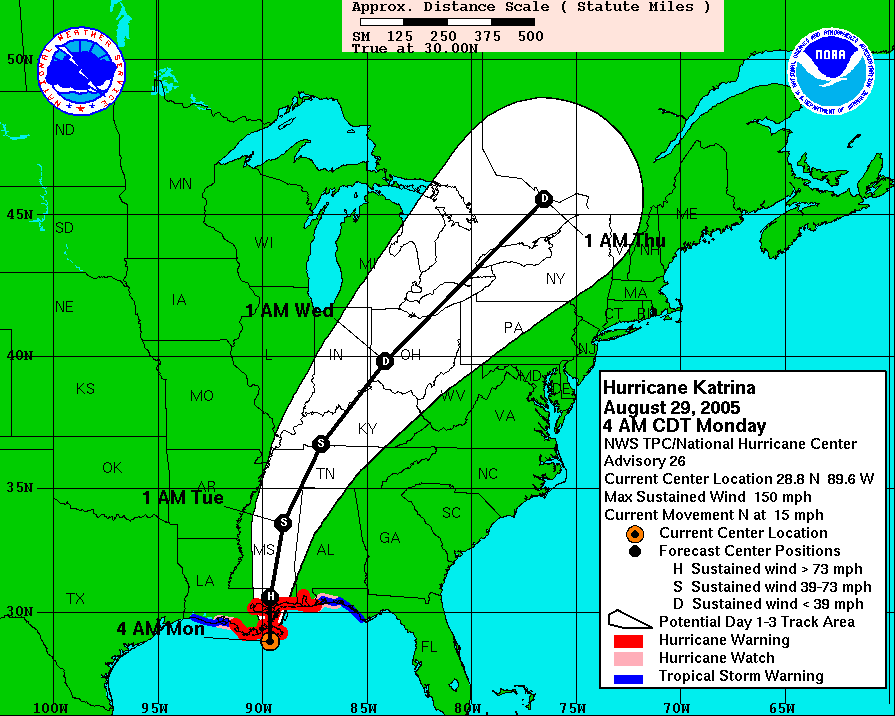 Approx. Distance Scale ( Statute Miles )
SM 125 250 375 500
True at 30.00N
NATIONAL WEATHER SERVICE
NOAA
50N
ND
MN
45N
ME
SD
WI
1 AM Thu
VT
NH
MI
NY
IA
NE
MA
1 AM Wed
CT RI
PA
40N
L
IN
OH
NJ
MD
DE
KS
MO
WV
VA
KY
OK
TN
NC
35N
AR
1 AM Tue
SC
GA
MS
AL
LA
TX
30N
4 AM Mon
FL
100W 95W 90W 85W 80W 75W 70W 65W
D
D
S
S
H
Hurricane Katrina
August 29, 2005
4 AM CDT Monday
NWS TPC/National Hurricane Center
Advisory 26
Current Center Location 28.8 N 89.6 W
Max Sustained Wind 150 mph
Current Movement N at 15 mph
Current Center Location
Forecast Center Positions
H Sustained wind > 73 mph
S Sustained wind 39-73 mph
D Sustained wind < 39 mph
Potential Day 1-3 Track Area
Hurricane Warning
Hurricane Watch
Tropical Storm Warning